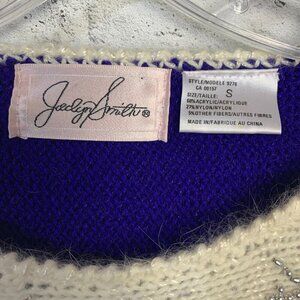 Jaclyn Smith®
STYLE/MODELE 9276
CA 00157
SIZE/TAILLE: S
68%ACRYLIC/ACRYLIQUE
27%NYLON/NYLON
5%OTHER FIBERS/AUTRES FIBRES
MADE IN/FABRIQUE AU CHINA